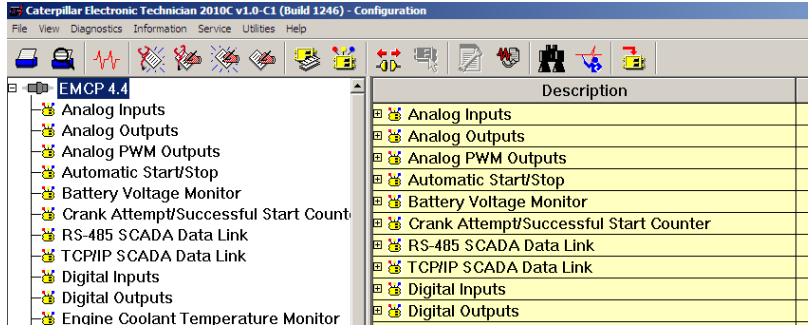 Caterpillar Electronic Technician 2010C v1.0-C1 (Build 1246) - Configuration
File View Diagnostics Information Service Utilities Help
EMCP 4.4
Analog Inputs
Analog Outputs
Analog PWM Outputs
Automatic Start/Stop
Battery Voltage Monitor
Crank Attempt/Successful Start Count
RS-485 SCADA Data Link
TCP/IP SCADA Data Link
Digital Inputs
Digital Outputs
Engine Coolant Temperature Monitor
Description
Analog Inputs
Analog Outputs
Analog PWM Outputs
Automatic Start/Stop
Battery Voltage Monitor
Crank Attempt/Successful Start Counter
RS-485 SCADA Data Link
TCP/IP SCADA Data Link
Digital Inputs
Digital Outputs